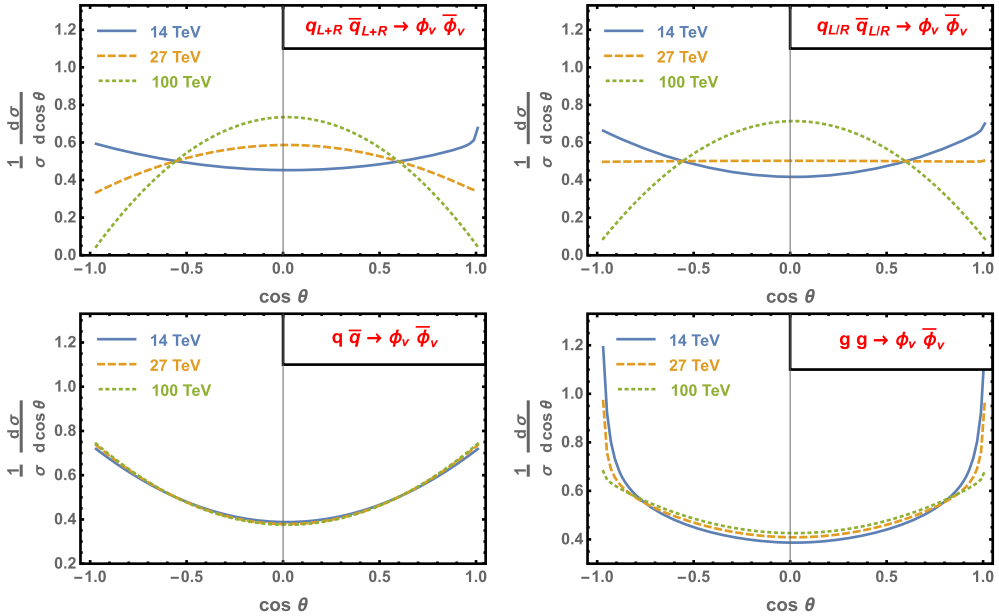 q_{L+R} \bar{q}_{L+R} → ϕ_v \bar{ϕ}_v
14 TeV
27 TeV
100 TeV
1/σ dσ/d cos θ
0.0 0.2 0.4 0.6 0.8 1.0 1.2
−1.0 −0.5 0.0 0.5 1.0
cos θ
q_{L/R} \bar{q}_{L/R} → ϕ_v \bar{ϕ}_v
14 TeV
27 TeV
100 TeV
1/σ dσ/d cos θ
0.0 0.2 0.4 0.6 0.8 1.0 1.2
−1.0 −0.5 0.0 0.5 1.0
cos θ
q \bar{q} → ϕ_v \bar{ϕ}_v
14 TeV
27 TeV
100 TeV
1/σ dσ/d cos θ
0.2 0.4 0.6 0.8 1.0 1.2
−1.0 −0.5 0.0 0.5 1.0
cos θ
g g → ϕ_v \bar{ϕ}_v
14 TeV
27 TeV
100 TeV
1/σ dσ/d cos θ
0.4 0.6 0.8 1.0 1.2
−1.0 −0.5 0.0 0.5 1.0
cos θ